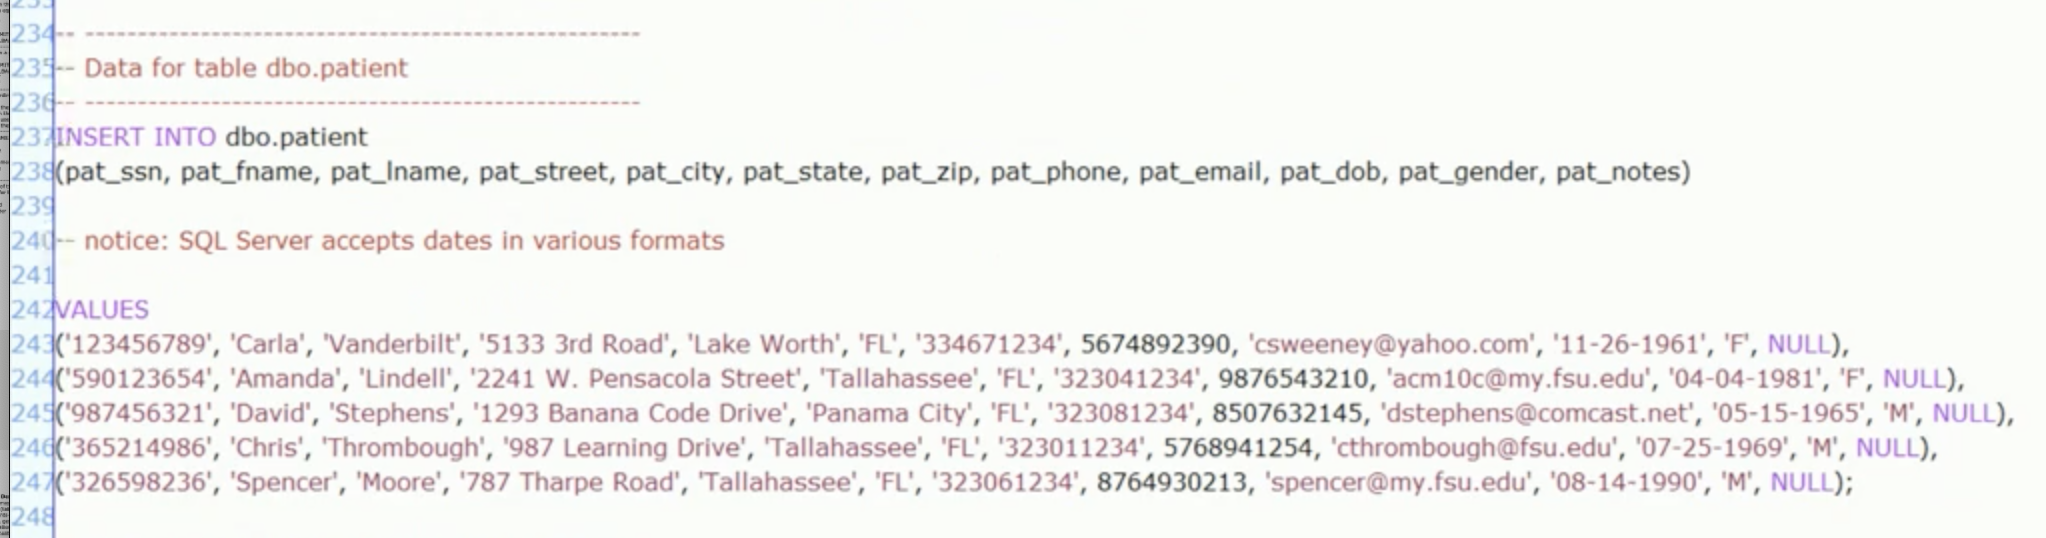 234-- -----------------------------------------------------
235-- Data for table dbo.patient
236-- -----------------------------------------------------
237INSERT INTO dbo.patient
238(pat_ssn, pat_fname, pat_lname, pat_street, pat_city, pat_state, pat_zip, pat_phone, pat_email, pat_dob, pat_gender, pat_notes)
239
240-- notice: SQL Server accepts dates in various formats
241
242VALUES
243('123456789', 'Carla', 'Vanderbilt', '5133 3rd Road', 'Lake Worth', 'FL', '334671234', 5674892390, 'csweeney@yahoo.com', '11-26-1961', 'F', NULL),
244('590123654', 'Amanda', 'Lindell', '2241 W. Pensacola Street', 'Tallahassee', 'FL', '323041234', 9876543210, 'acm10c@my.fsu.edu', '04-04-1981', 'F', NULL),
245('987456321', 'David', 'Stephens', '1293 Banana Code Drive', 'Panama City', 'FL', '323081234', 8507632145, 'dstephens@comcast.net', '05-15-1965', 'M', NULL),
246('365214986', 'Chris', 'Thrombough', '987 Learning Drive', 'Tallahassee', 'FL', '323011234', 5768941254, 'cthrombough@fsu.edu', '07-25-1969', 'M', NULL),
247('326598236', 'Spencer', 'Moore', '787 Tharpe Road', 'Tallahassee', 'FL', '323061234', 8764930213, 'spencer@my.fsu.edu', '08-14-1990', 'M', NULL);
248